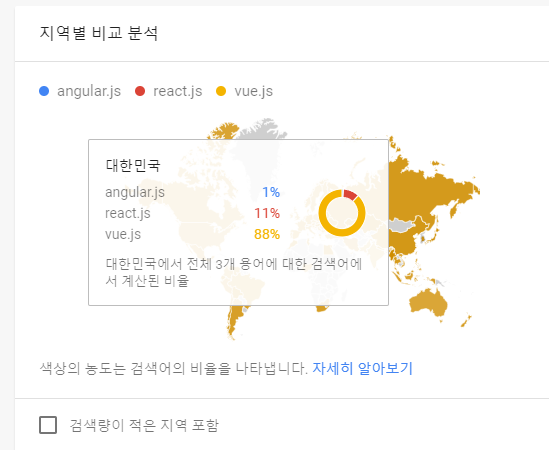 지역별 비교 분석
angular.js react.js vue.js
대한민국
angular.js 1%
react.js 11%
vue.js 88%
대한민국에서 전체 3개 용어에 대한 검색어에
서 계산된 비율
색상의 농도는 검색어의 비율을 나타냅니다. 자세히 알아보기
검색량이 적은 지역 포함